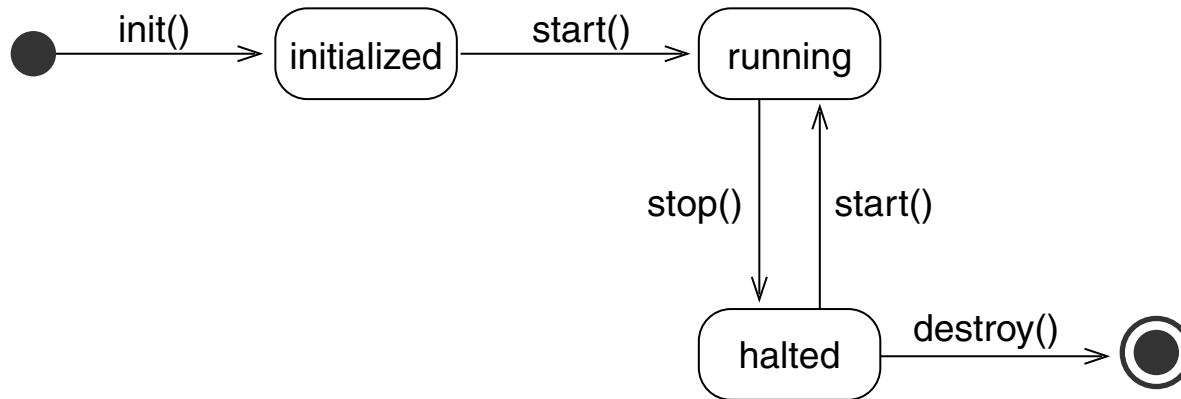 init()
start()
initialized
running
stop()
start()
destroy()
halted